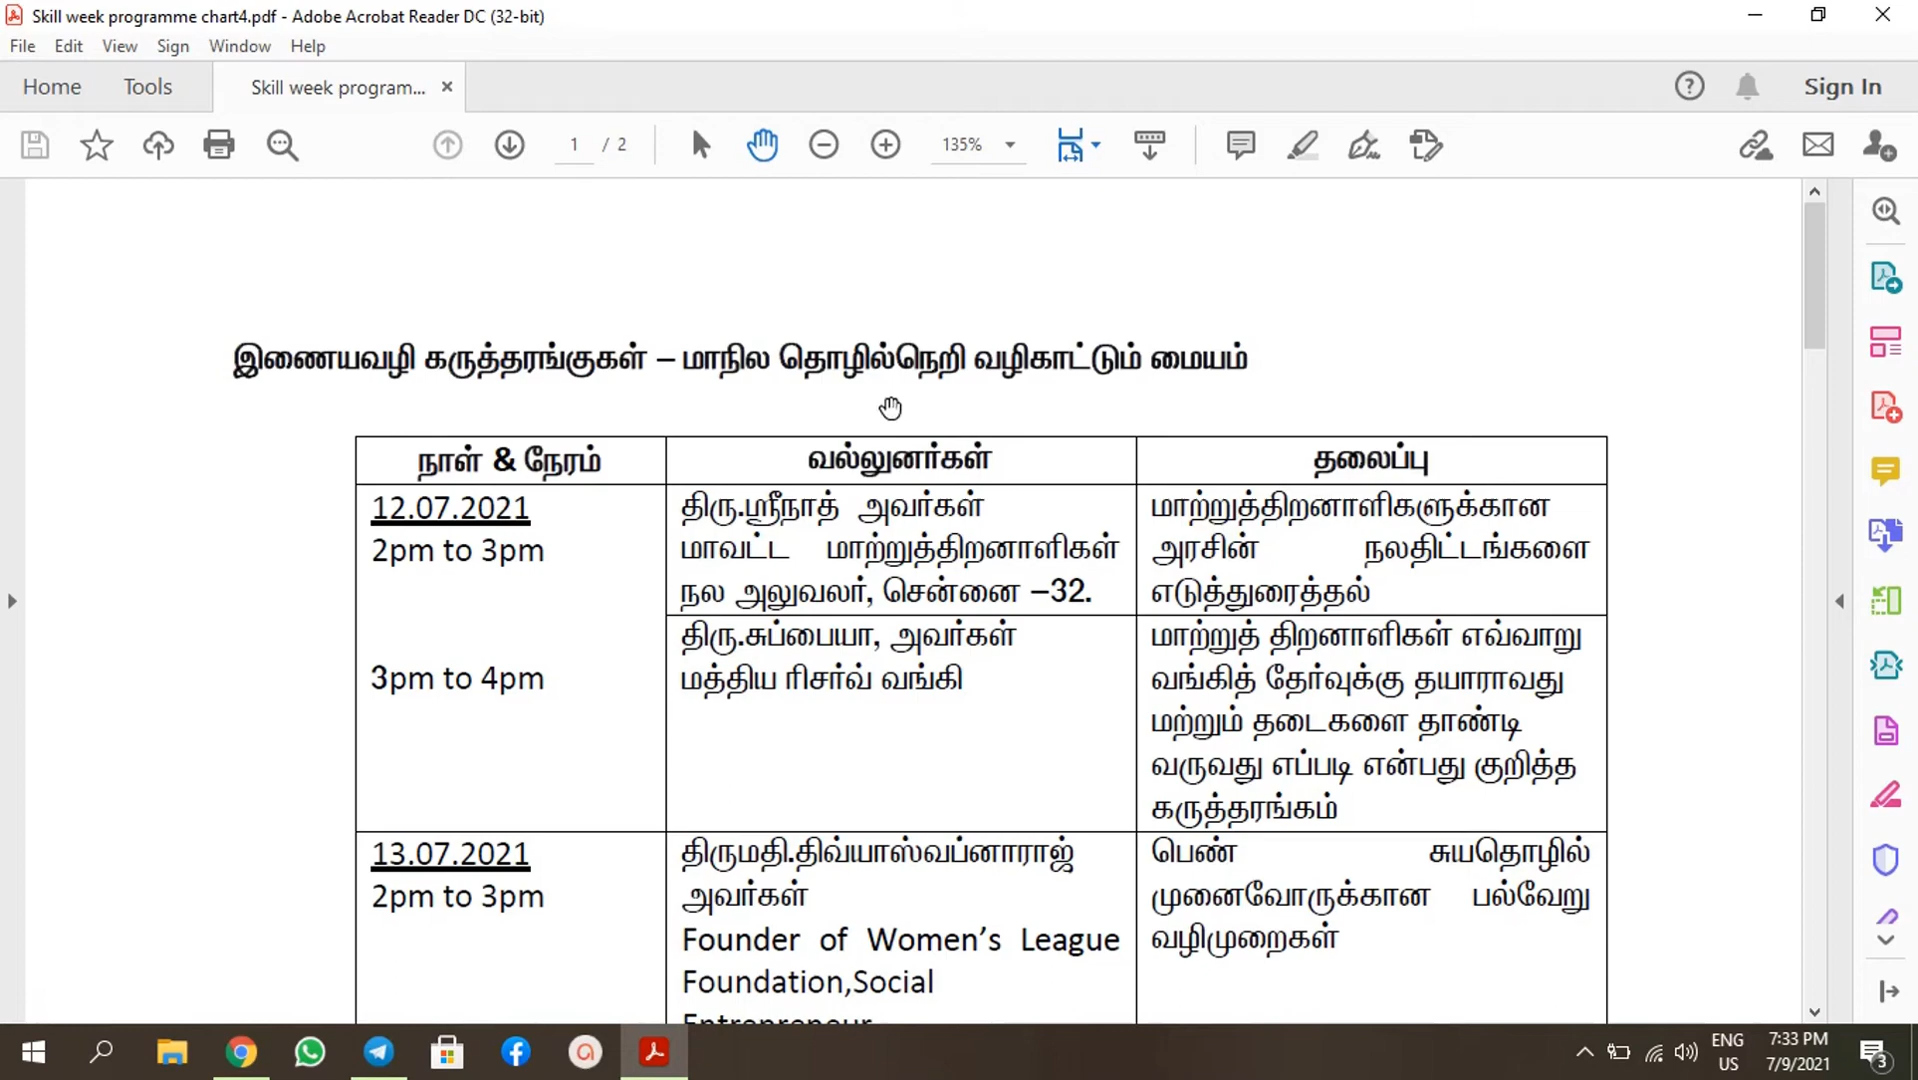 Skill week programme chart4.pdf - Adobe Acrobat Reader DC (32-bit)
File Edit View Sign Window Help
Home Tools Skill week program... × Sign In
1 / 2 135%
இணையவழி கருத்தரங்குகள் – மாநில தொழில்நெறி வழிகாட்டும் மையம்
நாள் & நேரம்
வல்லுனர்கள்
தலைப்பு
12.07.2021
2pm to 3pm
திரு.ஸ்ரீநாத் அவர்கள்
மாவட்ட மாற்றுத்திறனாளிகள்
நல அலுவலர், சென்னை –32.
மாற்றுத்திறனாளிகளுக்கான
அரசின் நலதிட்டங்களை
எடுத்துரைத்தல்
3pm to 4pm
திரு.சுப்பையா, அவர்கள்
மத்திய ரிசர்வ் வங்கி
மாற்றுத் திறனாளிகள் எவ்வாறு
வங்கித் தேர்வுக்கு தயாராவது
மற்றும் தடைகளை தாண்டி
வருவது எப்படி என்பது குறித்த
கருத்தரங்கம்
13.07.2021
2pm to 3pm
திருமதி.திவ்யாஸ்வப்னாராஜ்
அவர்கள்
Founder of Women’s League
Foundation,Social
Entrepreneur
பெண் சுயதொழில்
முனைவோருக்கான பல்வேறு
வழிமுறைகள்
ENG
US
7:33 PM
7/9/2021
3